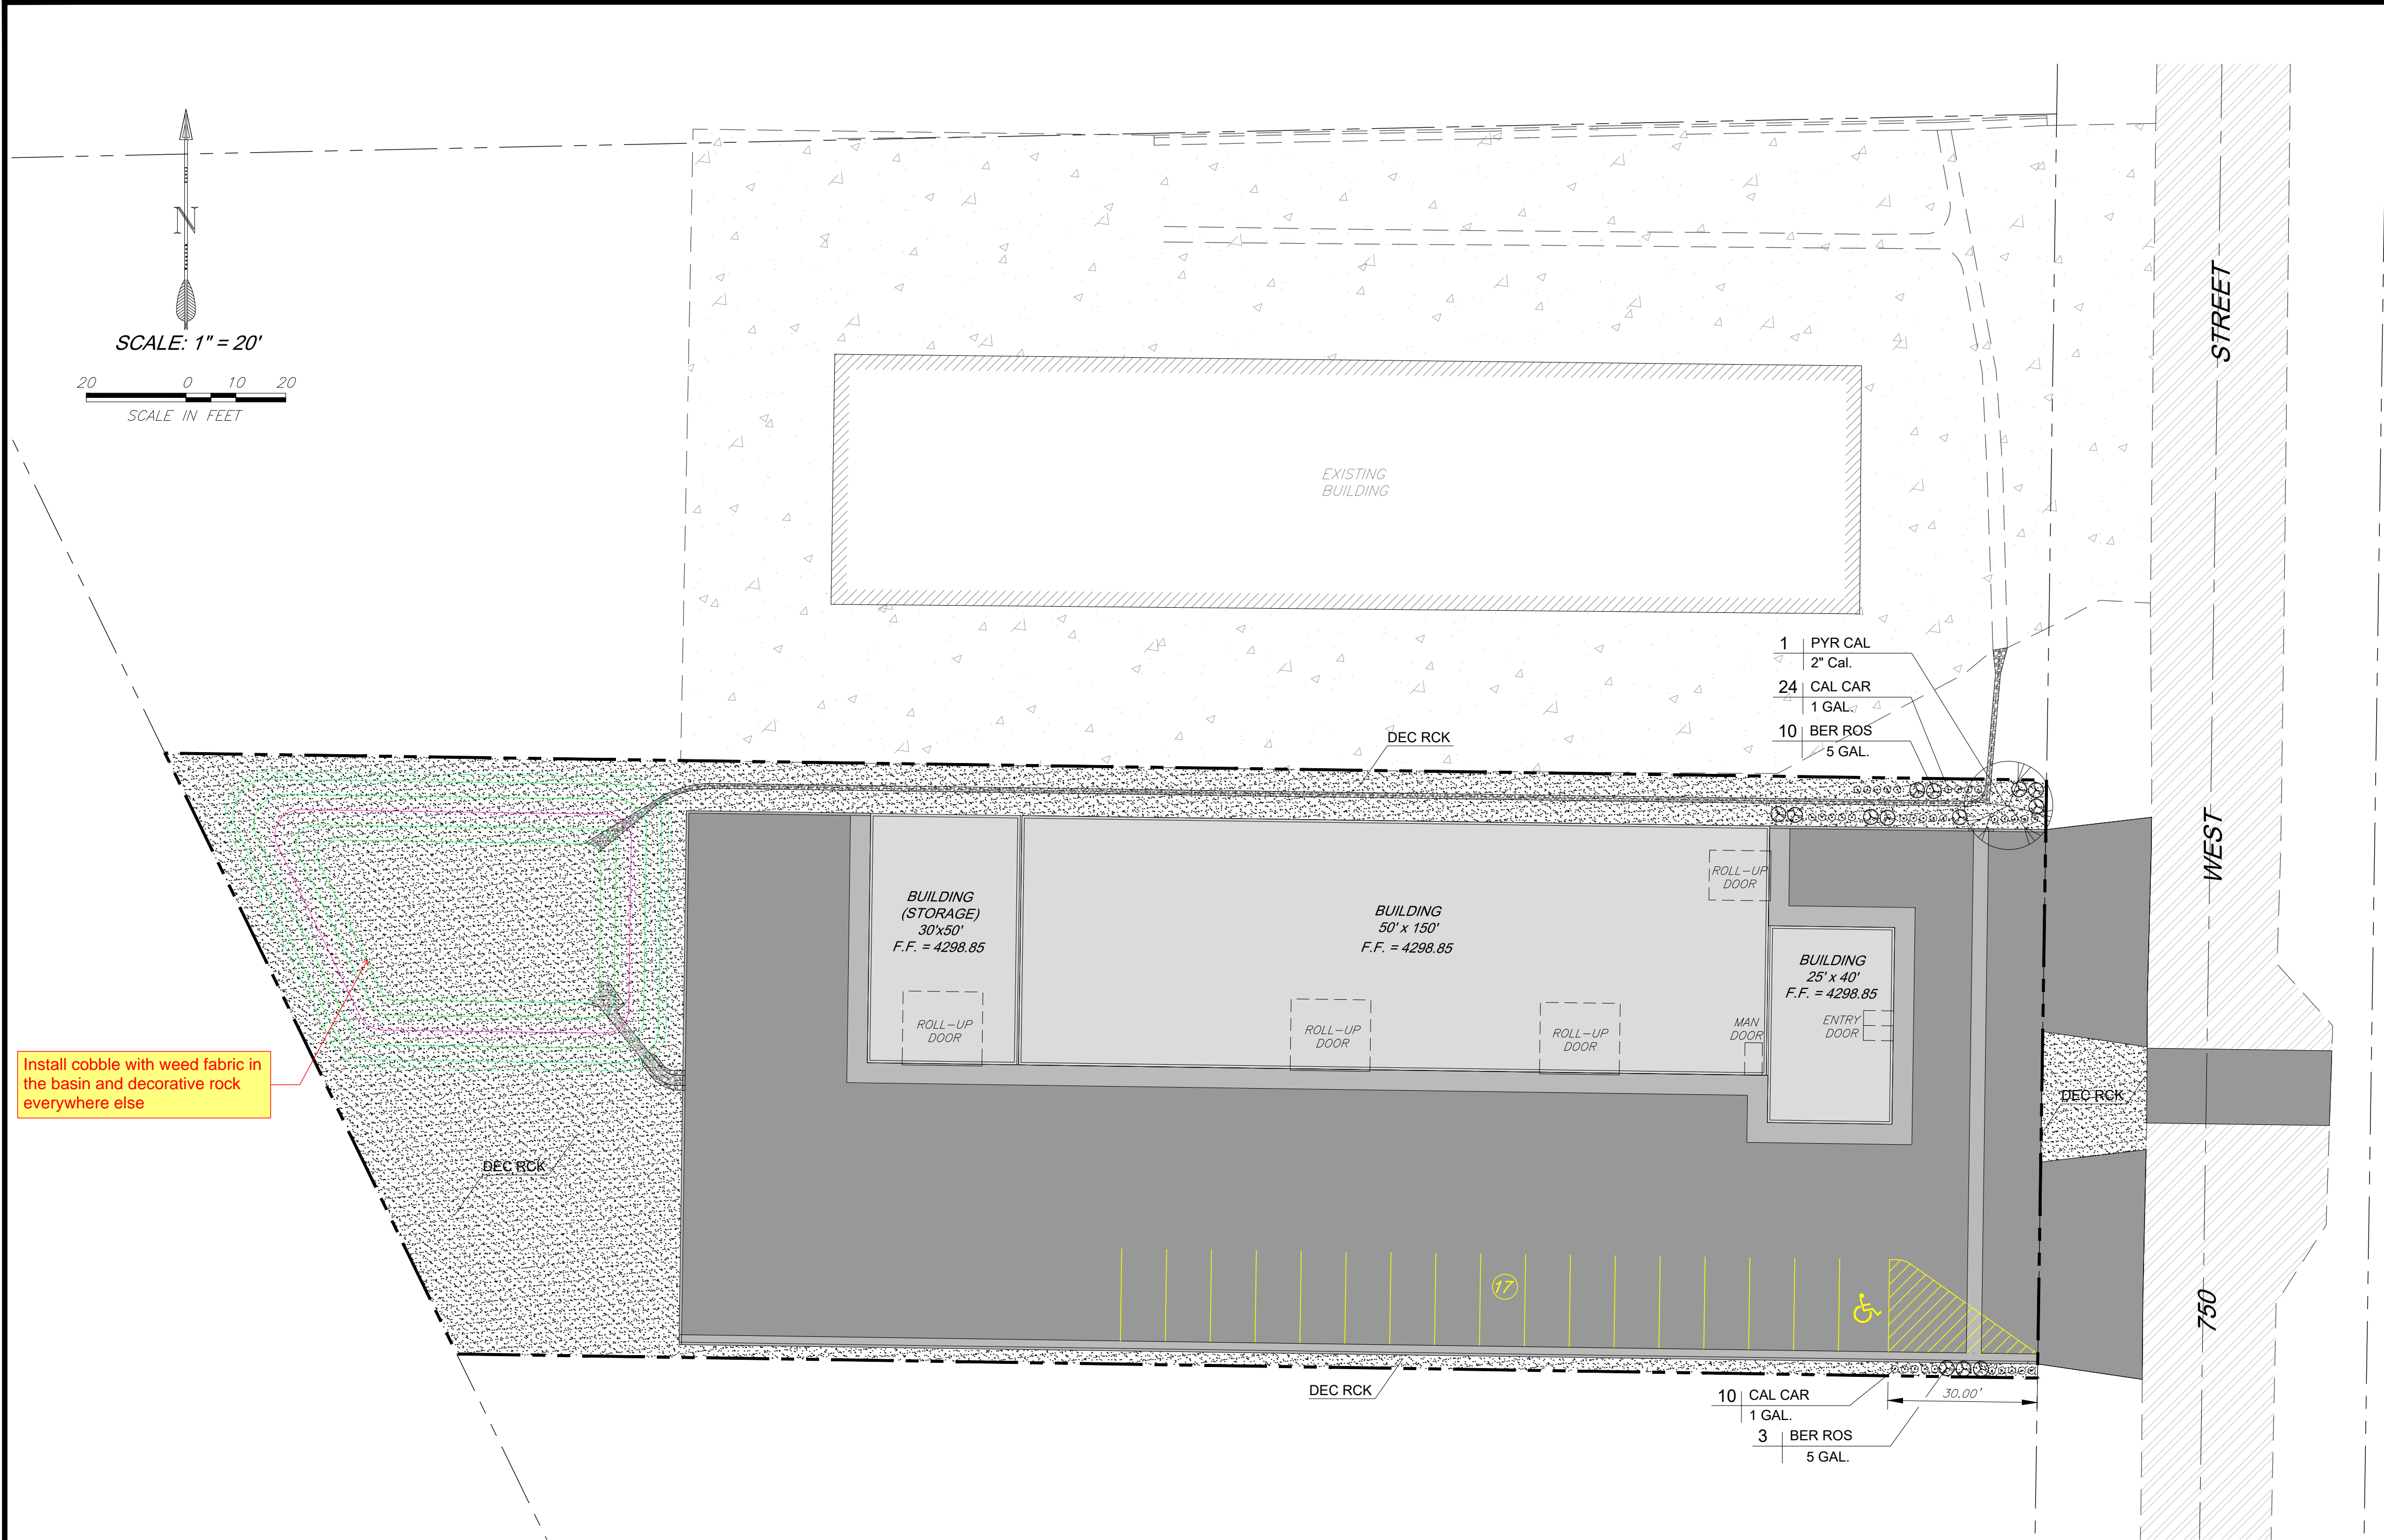 N
SCALE: 1" = 20'
20 0 10 20
SCALE IN FEET
STREET
EXISTING
BUILDING
1 PYR CAL
2" Cal.
24 CAL CAR
1 GAL.
10 BER ROS
5 GAL.
DEC RCK
WEST
ROLL-UP
DOOR
BUILDING
(STORAGE)
30'x50'
F.F. = 4298.85
BUILDING
50' x 150'
F.F. = 4298.85
BUILDING
25' x 40'
F.F. = 4298.85
ROLL-UP
DOOR
ROLL-UP
DOOR
ROLL-UP
DOOR
MAN
DOOR
ENTRY
DOOR
Install cobble with weed fabric in
the basin and decorative rock
everywhere else
DEC RCK
DEC RCK
17
750
DEC RCK
10 CAL CAR
1 GAL.
30.00'
3 BER ROS
5 GAL.